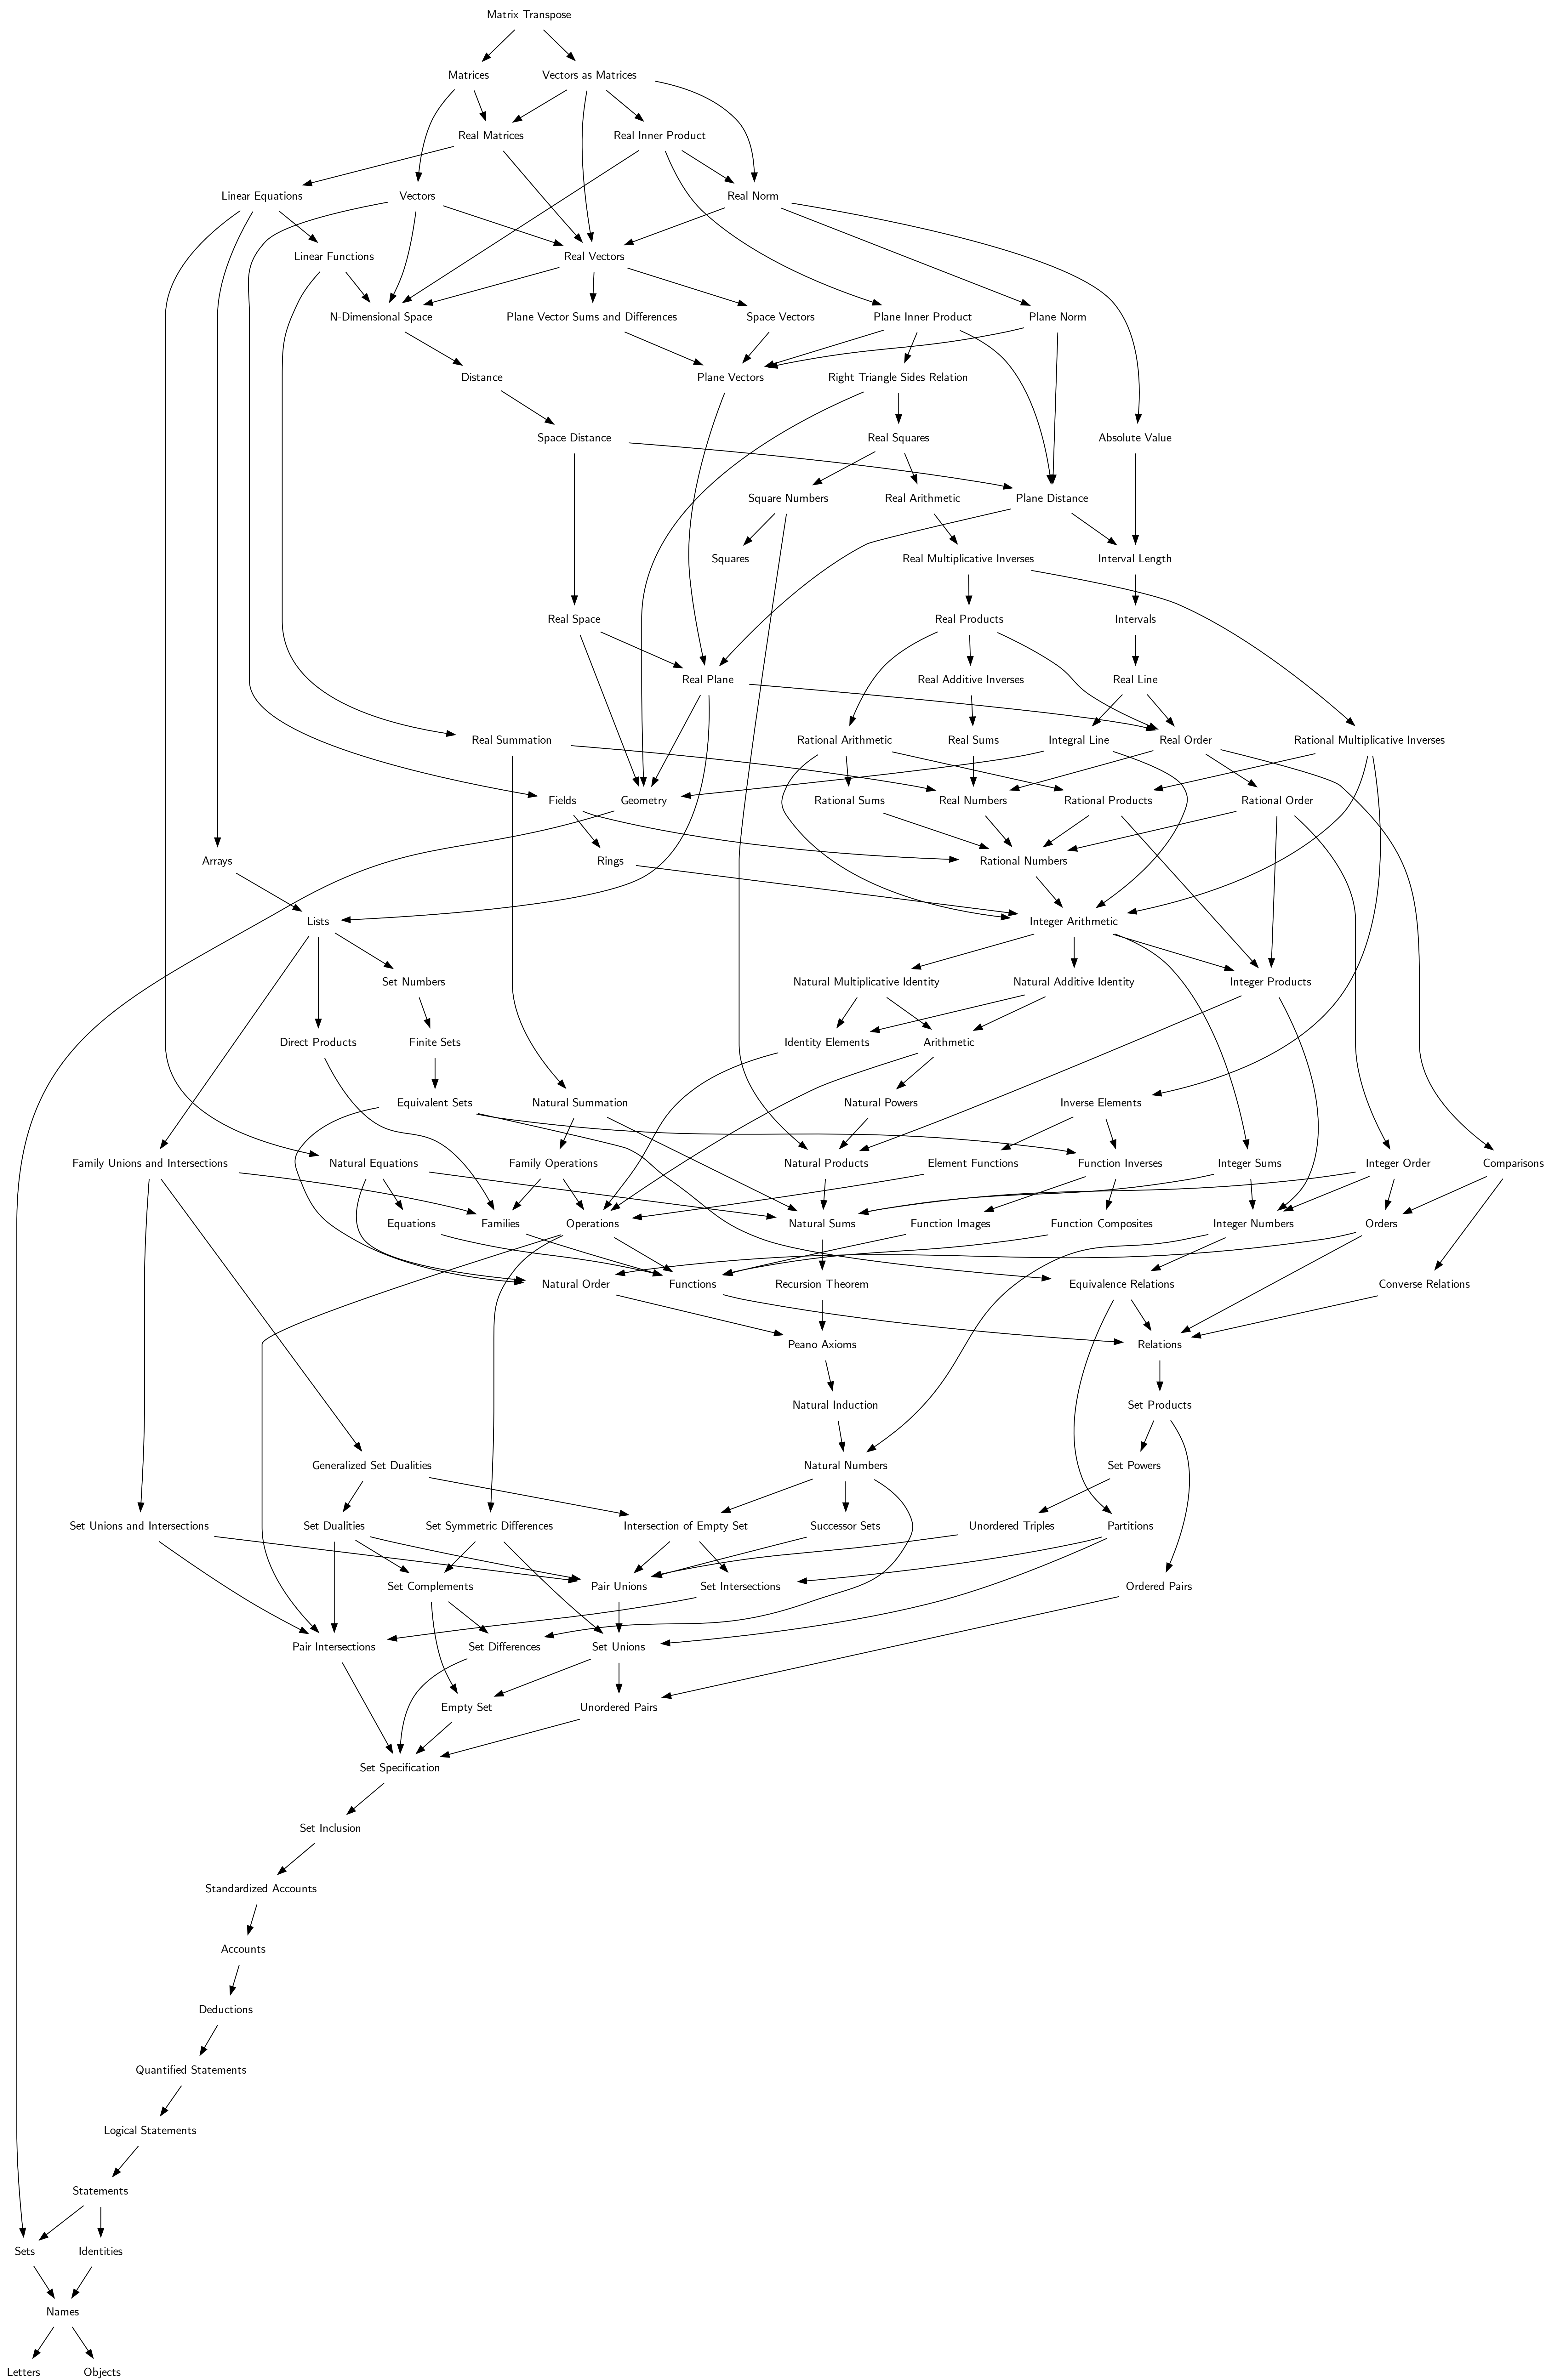 Matrix Transpose
Matrices
Vectors as Matrices
Real Matrices
Real Inner Product
Linear Equations
Vectors
Real Norm
Linear Functions
Real Vectors
N-Dimensional Space
Plane Vector Sums and Differences
Space Vectors
Plane Inner Product
Plane Norm
Distance
Plane Vectors
Right Triangle Sides Relation
Space Distance
Real Squares
Absolute Value
Square Numbers
Real Arithmetic
Plane Distance
Squares
Real Multiplicative Inverses
Interval Length
Real Space
Real Products
Intervals
Real Plane
Real Additive Inverses
Real Line
Real Summation
Rational Arithmetic
Real Sums
Integral Line
Real Order
Rational Multiplicative Inverses
Fields
Geometry
Rational Sums
Real Numbers
Rational Products
Rational Order
Arrays
Rings
Rational Numbers
Lists
Integer Arithmetic
Set Numbers
Natural Multiplicative Identity
Natural Additive Identity
Integer Products
Direct Products
Finite Sets
Identity Elements
Arithmetic
Equivalent Sets
Natural Summation
Natural Powers
Inverse Elements
Family Unions and Intersections
Natural Equations
Family Operations
Natural Products
Element Functions
Function Inverses
Integer Sums
Integer Order
Comparisons
Equations
Families
Operations
Natural Sums
Function Images
Function Composites
Integer Numbers
Orders
Natural Order
Functions
Recursion Theorem
Equivalence Relations
Converse Relations
Peano Axioms
Relations
Natural Induction
Set Products
Generalized Set Dualities
Natural Numbers
Set Powers
Set Unions and Intersections
Set Dualities
Set Symmetric Differences
Intersection of Empty Set
Successor Sets
Unordered Triples
Partitions
Set Complements
Pair Unions
Set Intersections
Ordered Pairs
Pair Intersections
Set Differences
Set Unions
Empty Set
Unordered Pairs
Set Specification
Set Inclusion
Standardized Accounts
Accounts
Deductions
Quantified Statements
Logical Statements
Statements
Sets
Identities
Names
Letters
Objects